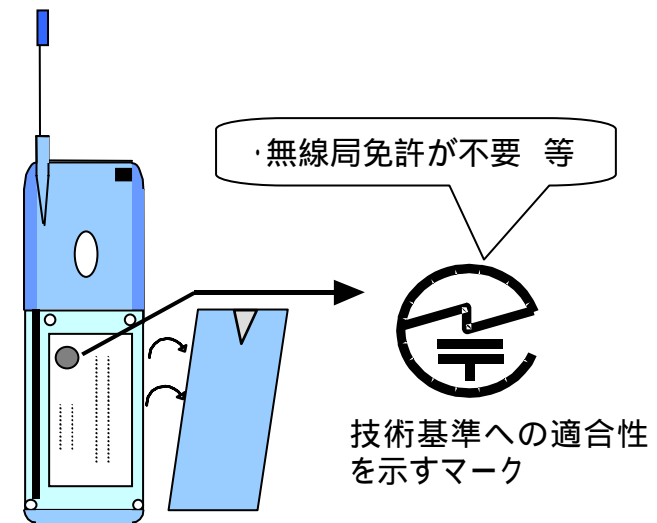 ・無線局免許が不要 等
技術基準への適合性
を示すマーク